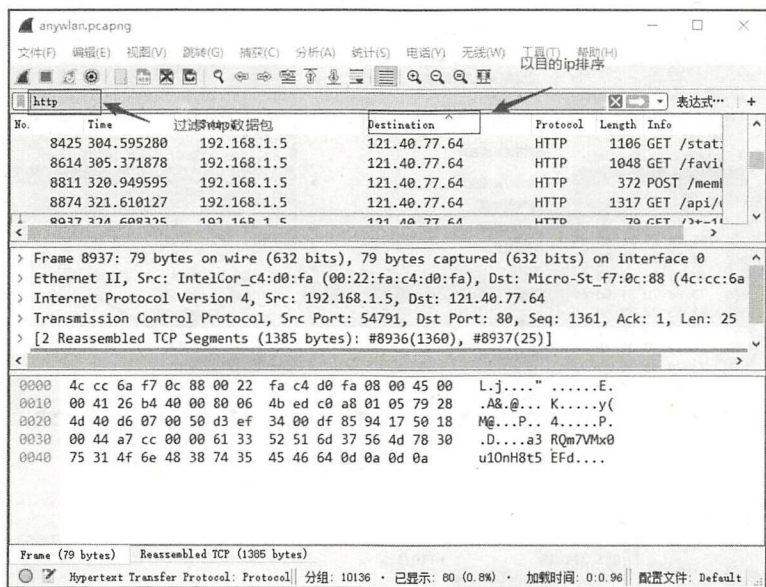 anywlan.pcapng
文件(F) 编辑(E) 视图(V) 跳转(G) 捕获(C) 分析(A) 统计(S) 电话(Y) 无线(W) 工具(T) 帮助(H)
以目的ip排序
http 表达式… +
过滤http数据包
No. Time Destination Protocol Length Info
8425 304.595280 192.168.1.5 121.40.77.64 HTTP 1106 GET /stat:
8614 305.371878 192.168.1.5 121.40.77.64 HTTP 1048 GET /favi
8811 320.949595 192.168.1.5 121.40.77.64 HTTP 372 POST /meml
8874 321.610127 192.168.1.5 121.40.77.64 HTTP 1317 GET /api/
8937 324.608325 192.168.1.5 121.40.77.64 HTTP 79 GET /?t=1
> Frame 8937: 79 bytes on wire (632 bits), 79 bytes captured (632 bits) on interface 0
> Ethernet II, Src: IntelCor_c4:d0:fa (00:22:fa:c4:d0:fa), Dst: Micro-St_f7:0c:88 (4c:cc:6a
> Internet Protocol Version 4, Src: 192.168.1.5, Dst: 121.40.77.64
> Transmission Control Protocol, Src Port: 54791, Dst Port: 80, Seq: 1361, Ack: 1, Len: 25
> [2 Reassembled TCP Segments (1385 bytes): #8936(1360), #8937(25)]
0000 4c cc 6a f7 0c 88 00 22 fa c4 d0 fa 08 00 45 00 L.j...." ......E.
0010 00 41 26 b4 40 00 80 06 4b ed c0 a8 01 05 79 28 .A&.@... K.....y(
0020 4d 40 d6 07 00 50 d3 ef 34 00 df 85 94 17 50 18 M@...P.. 4.....P.
0030 00 44 a7 cc 00 00 61 33 52 51 6d 37 56 4d 78 30 .D....a3 RQm7VMx0
0040 75 31 4f 6e 48 38 74 35 45 46 64 0d 0a 0d 0a u1OnH8t5 EFd....
Frame (79 bytes) Reassembled TCP (1385 bytes)
Hypertext Transfer Protocol: Protocol 分组: 10136 · 已显示: 80 (0.8%) · 加载时间: 0:0.96 配置文件: Default